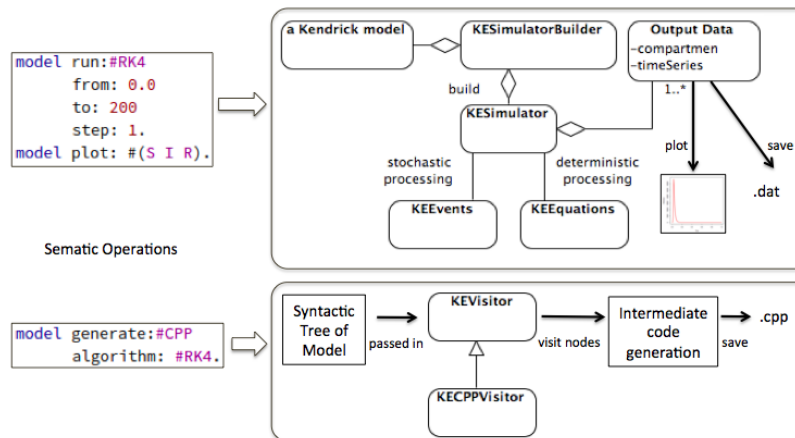 model run:#RK4
from: 0.0
to: 200
step: 1.
model plot: #(S I R).
a Kendrick model
KESimulatorBuilder
Output Data
-compartmen
-timeSeries
build
1..*
KESimulator
plot
save
stochastic
processing
deterministic
processing
.dat
KEEvents
KEEquations
Sematic Operations
model generate:#CPP
algorithm: #RK4.
Syntactic
Tree of
Model
passed in
KEVisitor
visit nodes
Intermediate
code
generation
save
.cpp
KECPPVisitor